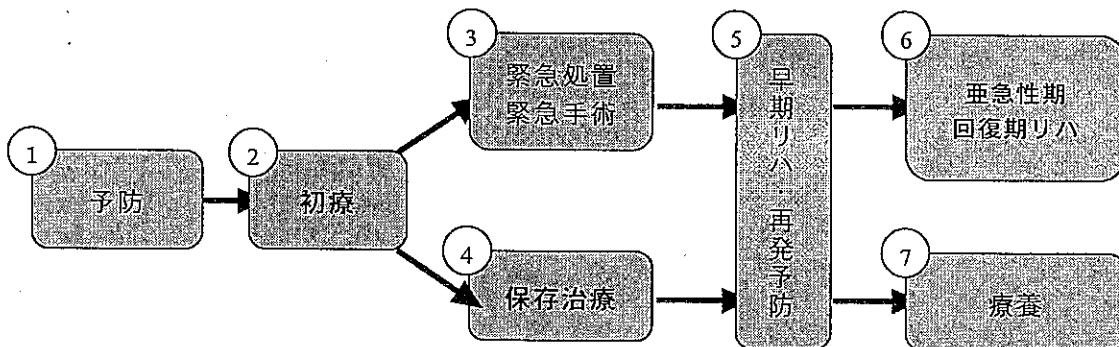 1
予防
2
初療
3
緊急処置
緊急手術
4
保存治療
5
早期リハ・再発予防
6
亜急性期
回復期リハ
7
療養